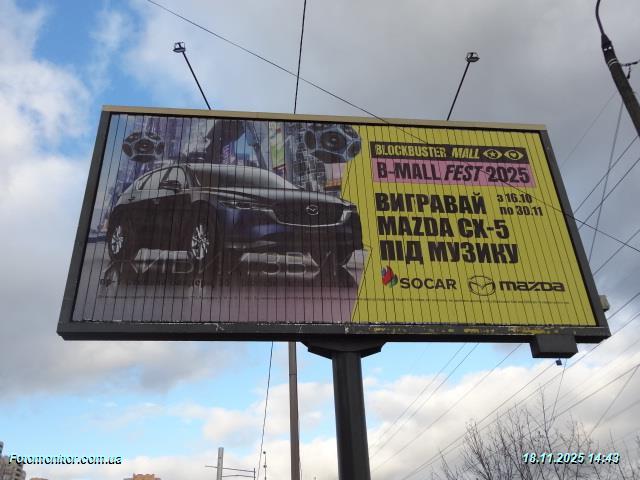 BLOCKBUSTER MALL
B-MALL FEST 2025
ВИГРАВАЙ
з 16.10
по 30.11
MAZDA CX-5
ПІД МУЗИКУ
SOCAR
mazda
Fotomonitor.com.ua
18.11.2025 14:43